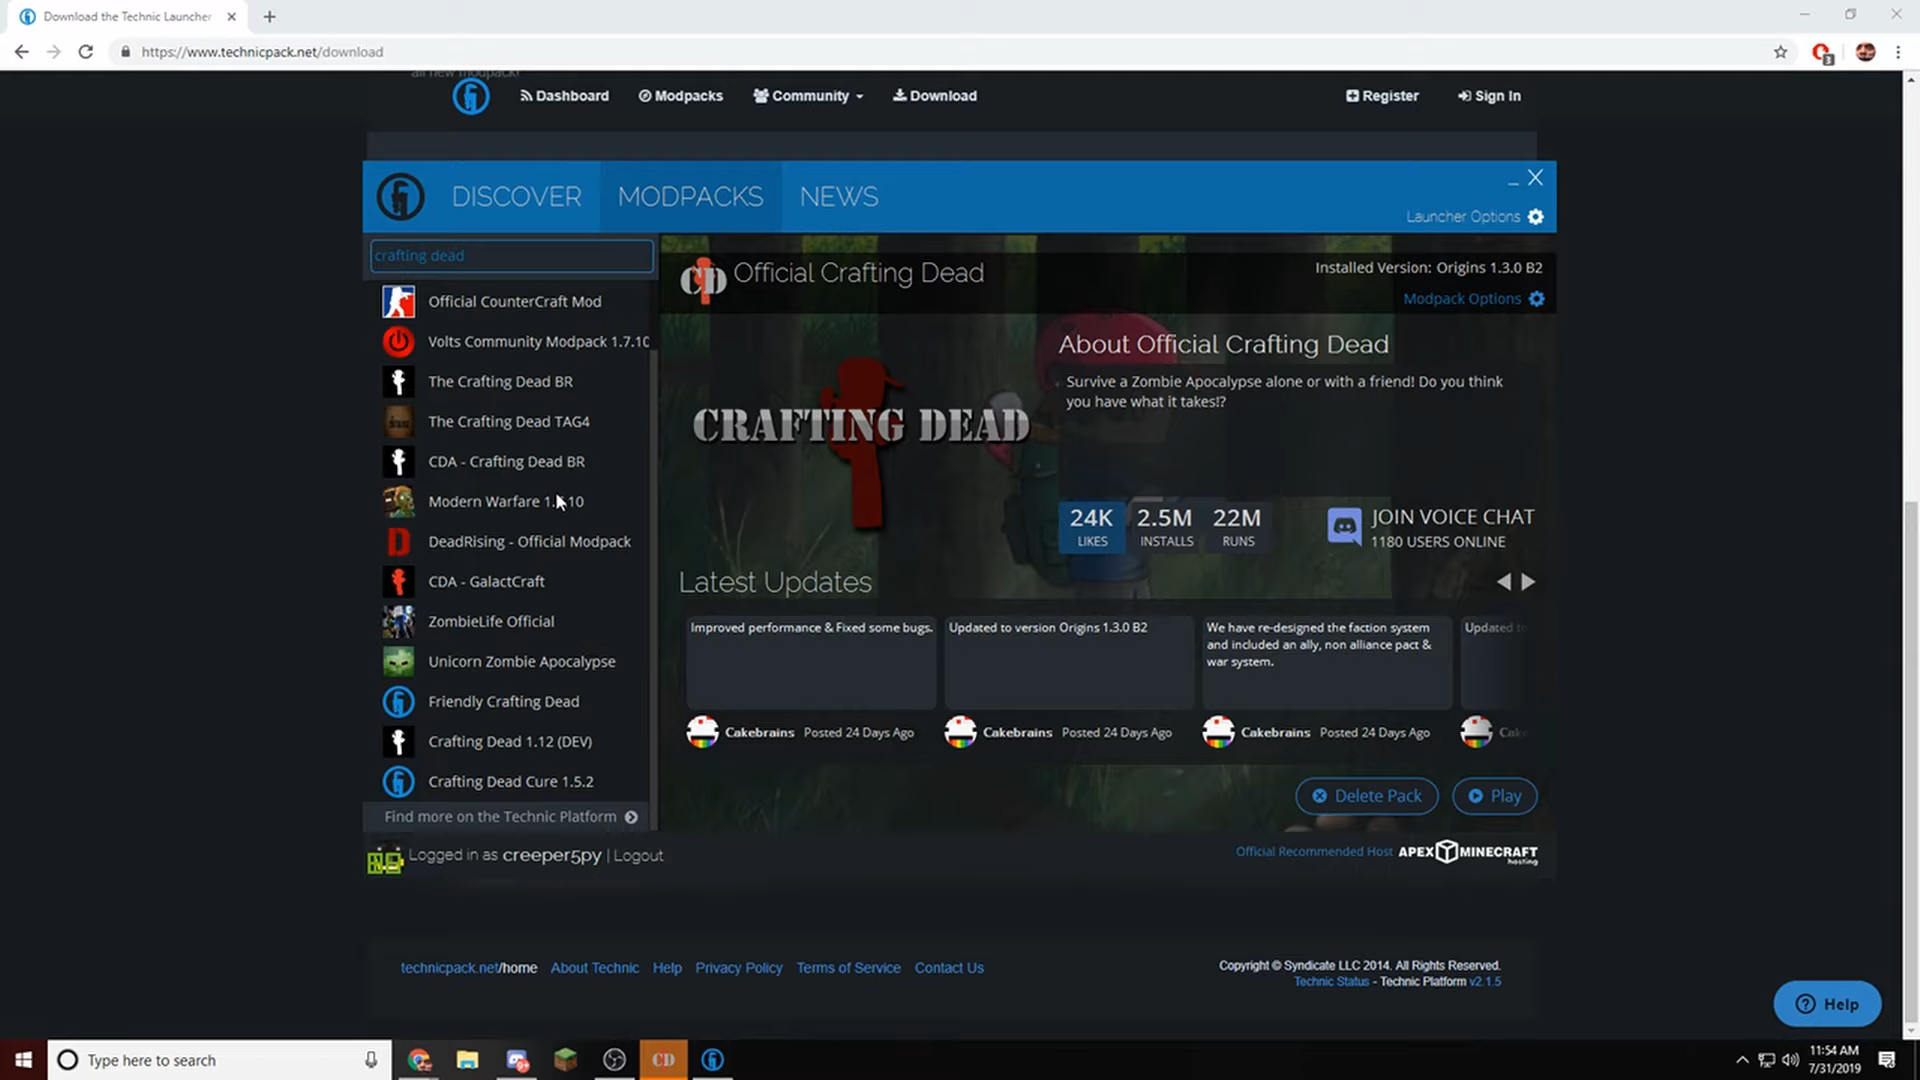 Download the Technic Launcher
https://www.technicpack.net/download
3
all new modpack!
Dashboard
Modpacks
Community
Download
Register
Sign In
DISCOVER
MODPACKS
NEWS
Launcher Options
crafting dead
Official CounterCraft Mod
Volts Community Modpack 1.7.10
The Crafting Dead BR
The Crafting Dead TAG4
CDA - Crafting Dead BR
Modern Warfare 1. 10
DeadRising - Official Modpack
CDA - GalactCraft
ZombieLife Official
Unicorn Zombie Apocalypse
Friendly Crafting Dead
Crafting Dead 1.12 (DEV)
Crafting Dead Cure 1.5.2
Find more on the Technic Platform
CD
Official Crafting Dead
Installed Version: Origins 1.3.0 B2
Modpack Options
CRAFTING DEAD
About Official Crafting Dead
Survive a Zombie Apocalypse alone or with a friend! Do you think
you have what it takes!?
24K
LIKES
2.5M
INSTALLS
22M
RUNS
JOIN VOICE CHAT
1180 USERS ONLINE
Latest Updates
Improved performance & Fixed some bugs.
Cakebrains Posted 24 Days Ago
Updated to version Origins 1.3.0 B2
Cakebrains Posted 24 Days Ago
We have re-designed the faction system
and included an ally, non alliance pact &
war system.
Cakebrains Posted 24 Days Ago
Updated to
Cake
Delete Pack
Play
Logged in as creeper5py | Logout
Official Recommended Host APEX MINECRAFT
hosting
technicpack.net/home
About Technic
Help
Privacy Policy
Terms of Service
Contact Us
Copyright © Syndicate LLC 2014. All Rights Reserved.
Technic Status - Technic Platform v2.1.5
Help
Type here to search
CD
11:54 AM
7/31/2019